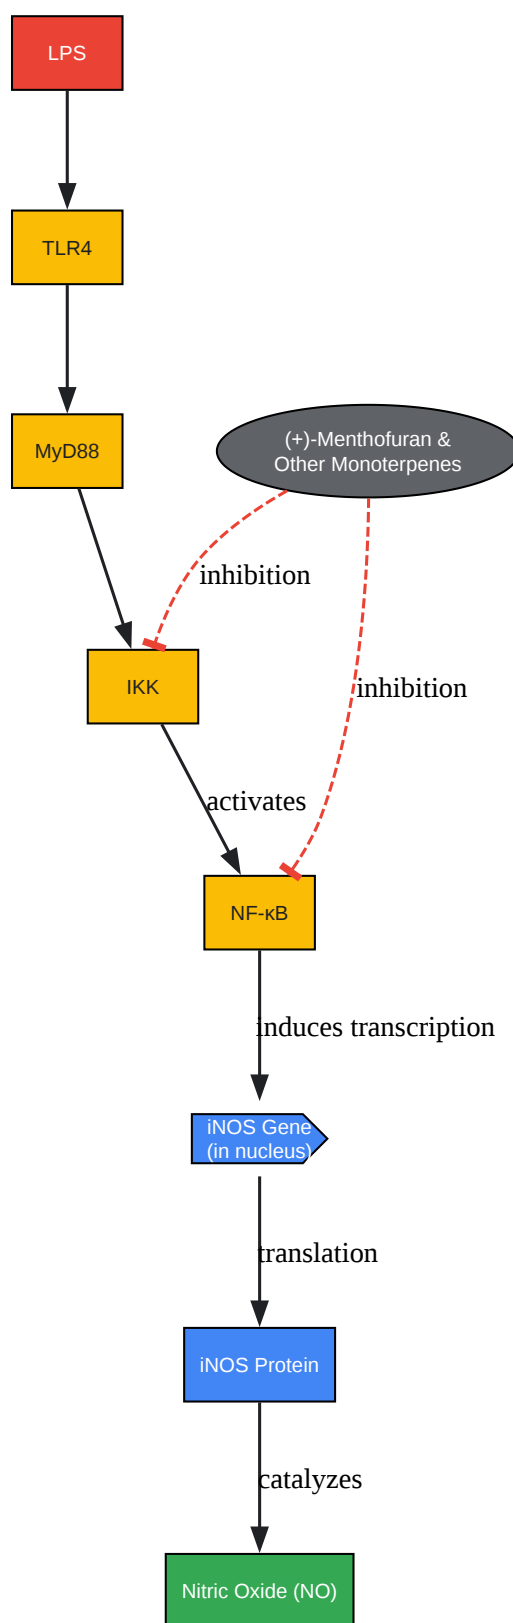 LPS
TLR4
MyD88
(+)-Menthofuran &
Other Monoterpenes
inhibition
IKK
inhibition
activates
NF-κB
induces transcription
iNOS Gene
(in nucleus)
translation
iNOS Protein
catalyzes
Nitric Oxide (NO)